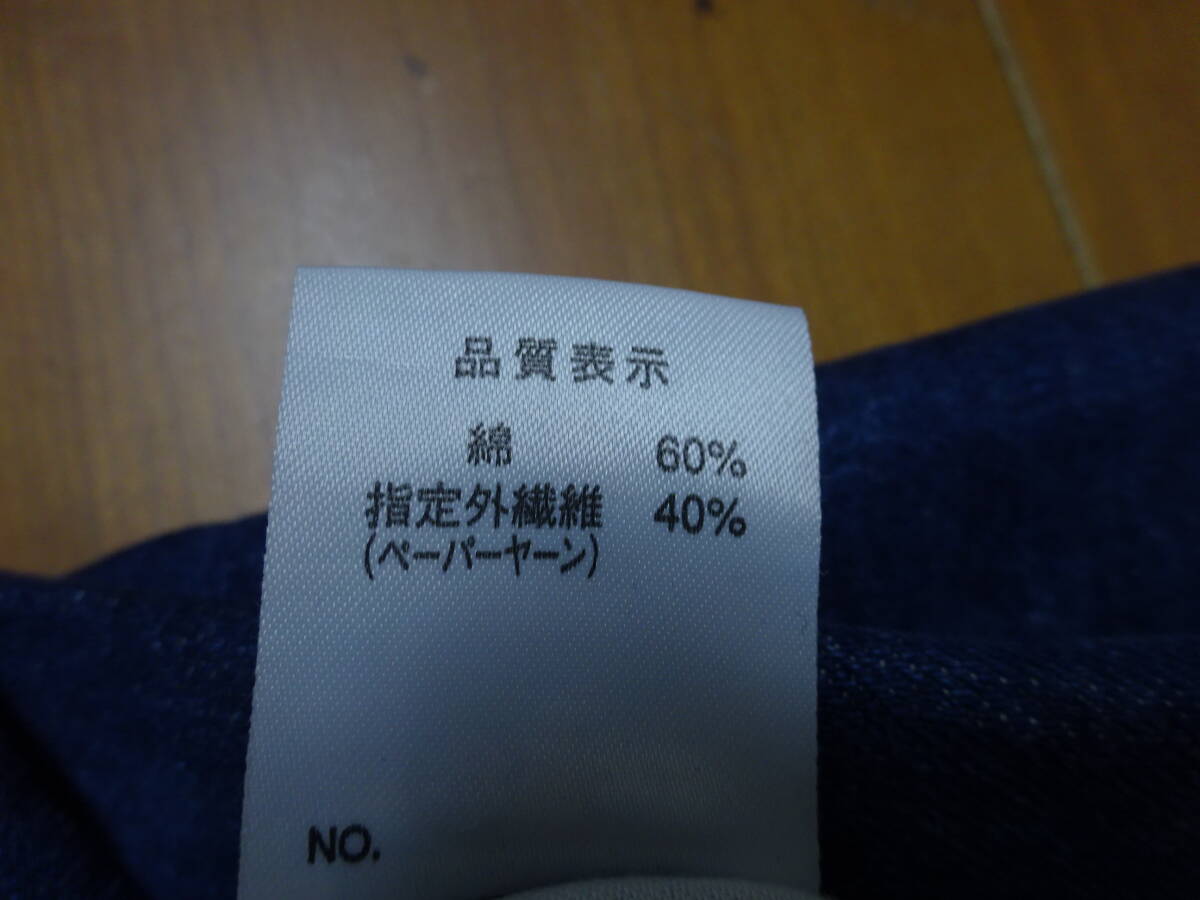 品質表示
綿 60%
指定外繊維 40%
(ペーパーヤーン)
NO.